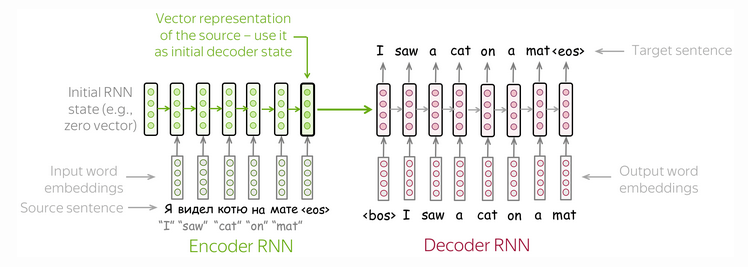 Vector representation
of the source – use it
as initial decoder state
I saw a cat on a mat <eos>
Target sentence
Initial RNN
state (e.g.,
zero vector)
Input word
embeddings
Output word
embeddings
Source sentence
Я видел котю на мате <eos>
"I" "saw" "cat" "on" "mat"
<bos> I saw a cat on a mat
Encoder RNN
Decoder RNN